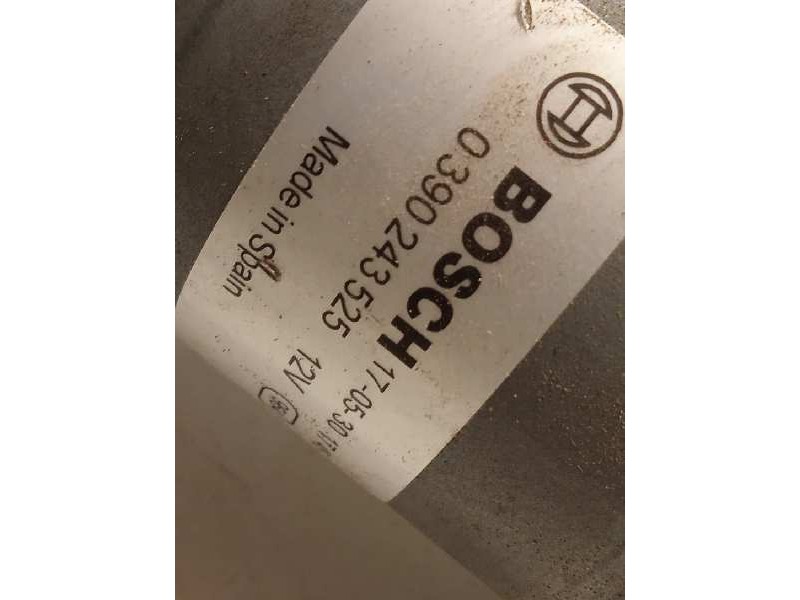 BOSCH 17-05-30
0 390 243 525 12V
Made in Spain